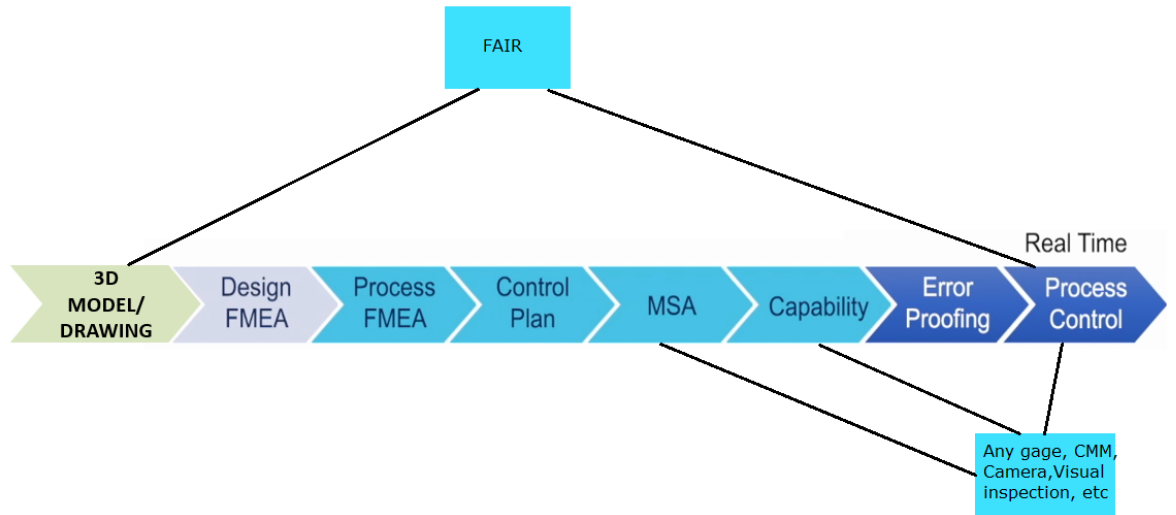 FAIR
Real Time
3D
MODEL/
DRAWING
Design
FMEA
Process
FMEA
Control
Plan
MSA
Capability
Error
Proofing
Process
Control
Any gage, CMM,
Camera,Visual
inspection, etc